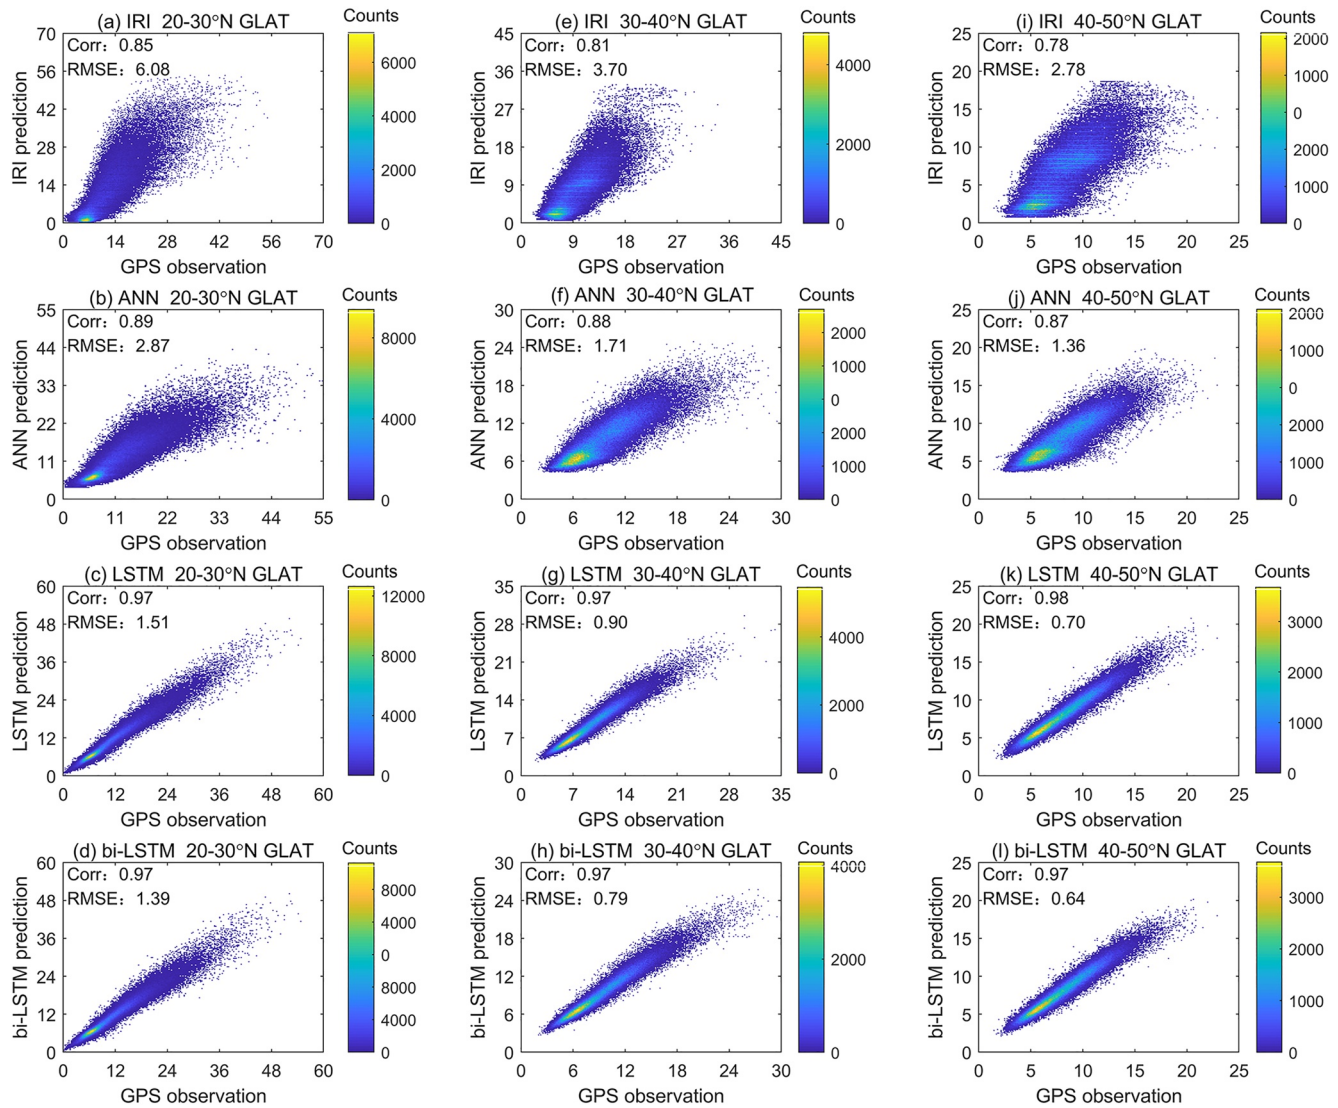 (a) IRI 20-30°N GLAT
Counts
Corr: 0.85
RMSE: 6.08
70
56
42
28
14
0
IRI prediction
0 14 28 42 56 70
GPS observation
6000
4000
2000
0
(e) IRI 30-40°N GLAT
Counts
Corr: 0.81
RMSE: 3.70
45
36
27
18
9
0
IRI prediction
0 9 18 27 36 45
GPS observation
4000
2000
0
(i) IRI 40-50°N GLAT
Counts
Corr: 0.78
RMSE: 2.78
25
20
15
10
5
0
IRI prediction
0 5 10 15 20 25
GPS observation
2000
1000
0
2000
1000
0
(b) ANN 20-30°N GLAT
Counts
Corr: 0.89
RMSE: 2.87
55
44
33
22
11
0
ANN prediction
0 11 22 33 44 55
GPS observation
8000
4000
0
(f) ANN 30-40°N GLAT
Counts
Corr: 0.88
RMSE: 1.71
30
24
18
12
6
0
ANN prediction
0 6 12 18 24 30
GPS observation
2000
1000
0
2000
1000
0
(j) ANN 40-50°N GLAT
Counts
Corr: 0.87
RMSE: 1.36
25
20
15
10
5
0
ANN prediction
0 5 10 15 20 25
GPS observation
2000
1000
0
2000
1000
0
(c) LSTM 20-30°N GLAT
Counts
Corr: 0.97
RMSE: 1.51
60
48
36
24
12
0
LSTM prediction
0 12 24 36 48 60
GPS observation
12000
8000
4000
0
(g) LSTM 30-40°N GLAT
Counts
Corr: 0.97
RMSE: 0.90
35
28
21
14
7
0
LSTM prediction
0 7 14 21 28 35
GPS observation
4000
2000
0
(k) LSTM 40-50°N GLAT
Counts
Corr: 0.98
RMSE: 0.70
25
20
15
10
5
0
LSTM prediction
0 5 10 15 20 25
GPS observation
3000
2000
1000
0
(d) bi-LSTM 20-30°N GLAT
Counts
Corr: 0.97
RMSE: 1.39
60
48
36
24
12
0
bi-LSTM prediction
0 12 24 36 48 60
GPS observation
8000
4000
0
8000
4000
0
(h) bi-LSTM 30-40°N GLAT
Counts
Corr: 0.97
RMSE: 0.79
30
24
18
12
6
0
bi-LSTM prediction
0 6 12 18 24 30
GPS observation
4000
2000
0
(l) bi-LSTM 40-50°N GLAT
Counts
Corr: 0.97
RMSE: 0.64
25
20
15
10
5
0
bi-LSTM prediction
0 5 10 15 20 25
GPS observation
3000
2000
1000
0